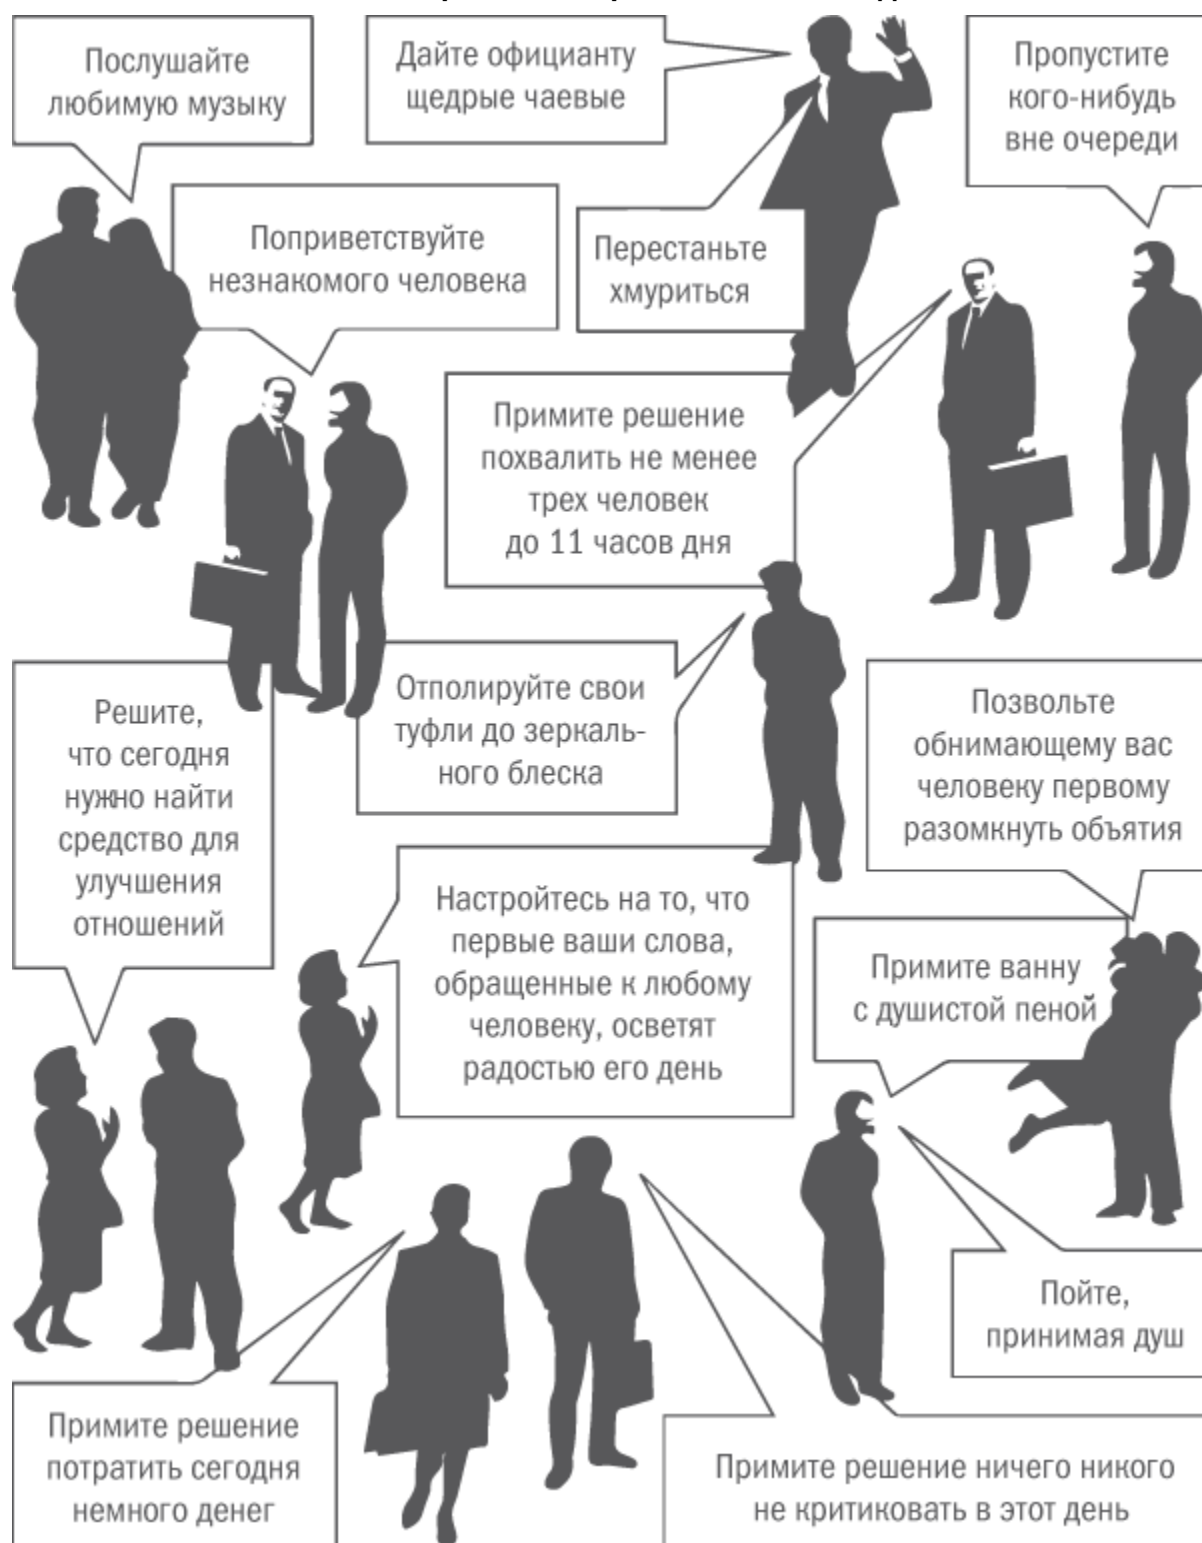 Послушайте
любимую музыку
Дайте официанту
щедрые чаевые
Пропустите
кого-нибудь
вне очереди
Поприветствуйте
незнакомого человека
Перестаньте
хмуриться
Примите решение
похвалить не менее
трех человек
до 11 часов дня
Отполируйте свои
туфли до зеркаль-
ного блеска
Решите,
что сегодня
нужно найти
средство для
улучшения
отношений
Позвольте
обнимающему вас
человеку первому
разомкнуть объятия
Настройтесь на то, что
первые ваши слова,
обращенные к любому
человеку, осветят
радостью его день
Примите ванну
с душистой пеной
Пойте,
принимая душ
Примите решение
потратить сегодня
немного денег
Примите решение ничего никого
не критиковать в этот день